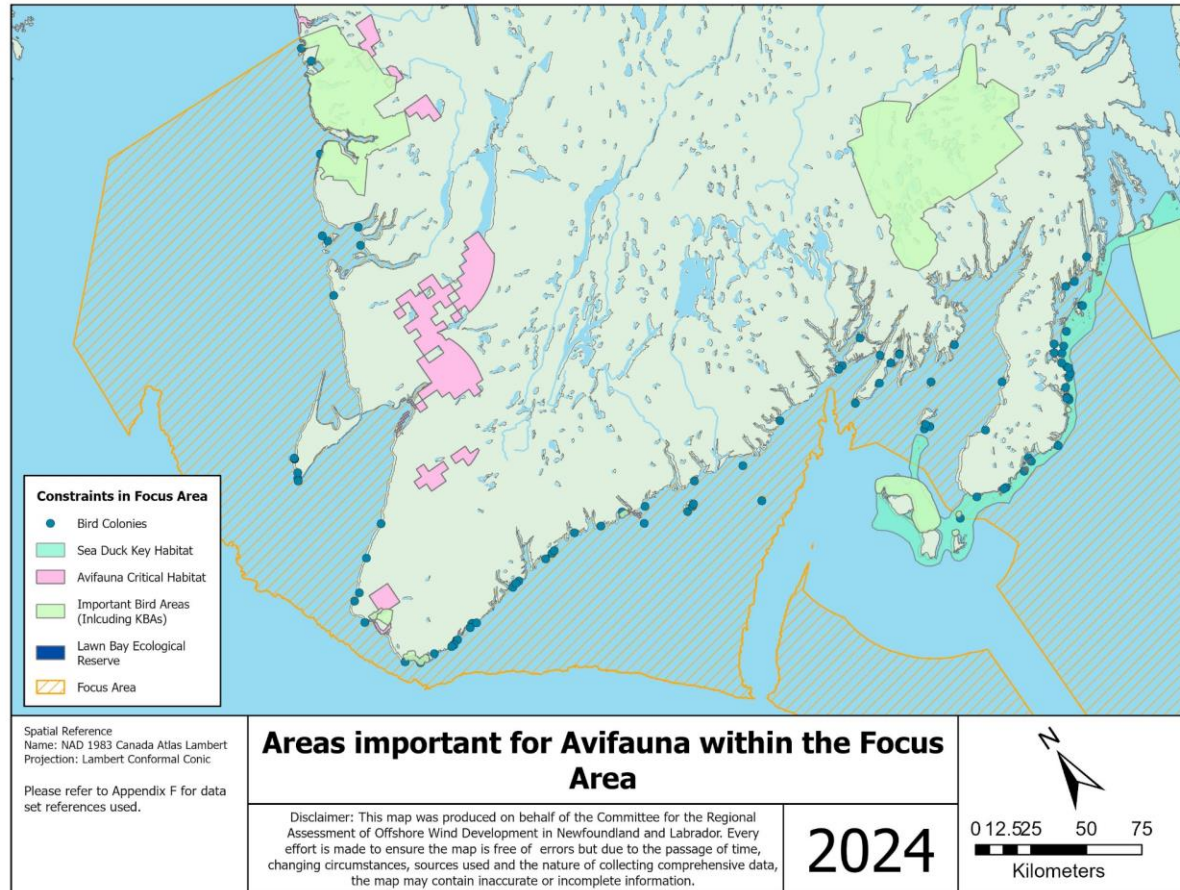 Constraints in Focus Area
Bird Colonies
Sea Duck Key Habitat
Avifauna Critical Habitat
Important Bird Areas
(Inlcuding KBAs)
Lawn Bay Ecological
Reserve
Focus Area
Spatial Reference
Name: NAD 1983 Canada Atlas Lambert
Projection: Lambert Conformal Conic
Please refer to Appendix F for data
set references used.
Areas important for Avifauna within the Focus
Area
Disclaimer: This map was produced on behalf of the Committee for the Regional
Assessment of Offshore Wind Development in Newfoundland and Labrador. Every
effort is made to ensure the map is free of errors but due to the passage of time,
changing circumstances, sources used and the nature of collecting comprehensive data,
the map may contain inaccurate or incomplete information.
2024
N
0 12.525 50 75
Kilometers